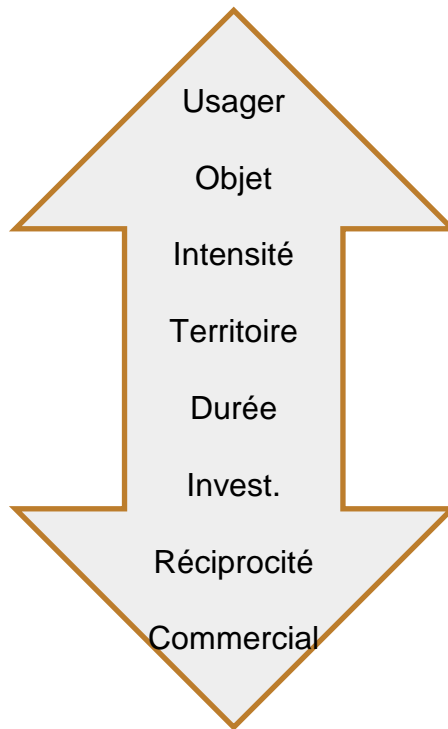 Usager
Objet
Intensité
Territoire
Durée
Invest.
Réciprocité
Commercial